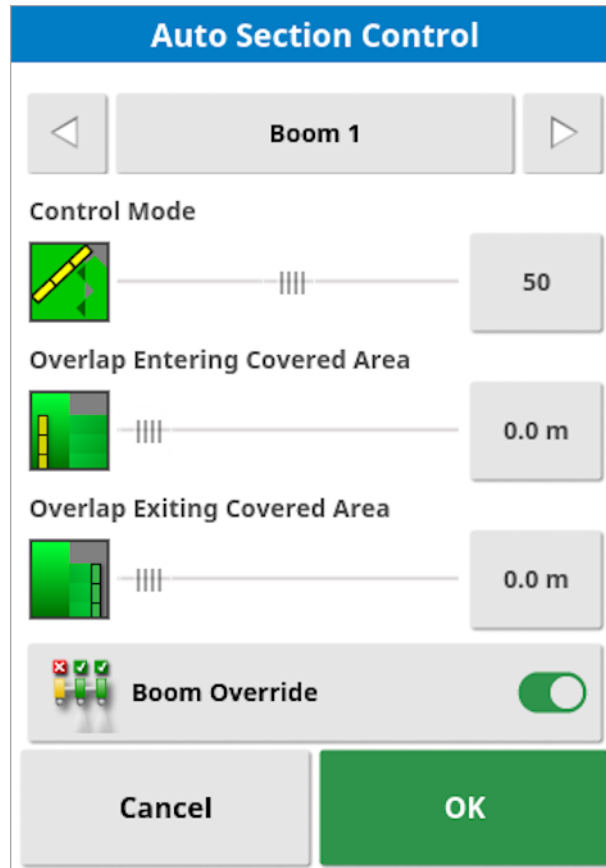 Auto Section Control
Boom 1
Control Mode
50
Overlap Entering Covered Area
0.0 m
Overlap Exiting Covered Area
0.0 m
Boom Override
Cancel
OK